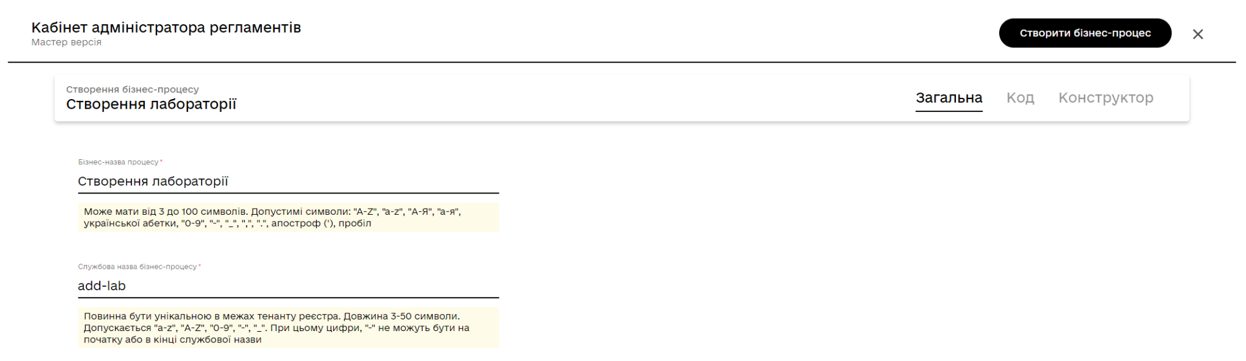 Кабінет адміністратора регламентів
Мастер версія
Створити бізнес-процес
Створення бізнес-процесу
Створення лабораторії
Загальна
Код
Конструктор
Бізнес-назва процесу*
Створення лабораторії
Може мати від 3 до 100 символів. Допустимі символи: "A-Z", "a-z", "А-Я", "а-я",
української абетки, "0-9", "-", "_", ",", ".", апостроф ('), пробіл
Службова назва бізнес-процесу*
add-lab
Повинна бути унікальною в межах тенанту реєстра. Довжина 3-50 символи.
Допускається "a-z", "A-Z", "0-9", "-", "_". При цьому цифри, "-" не можуть бути на
початку або в кінці службової назви